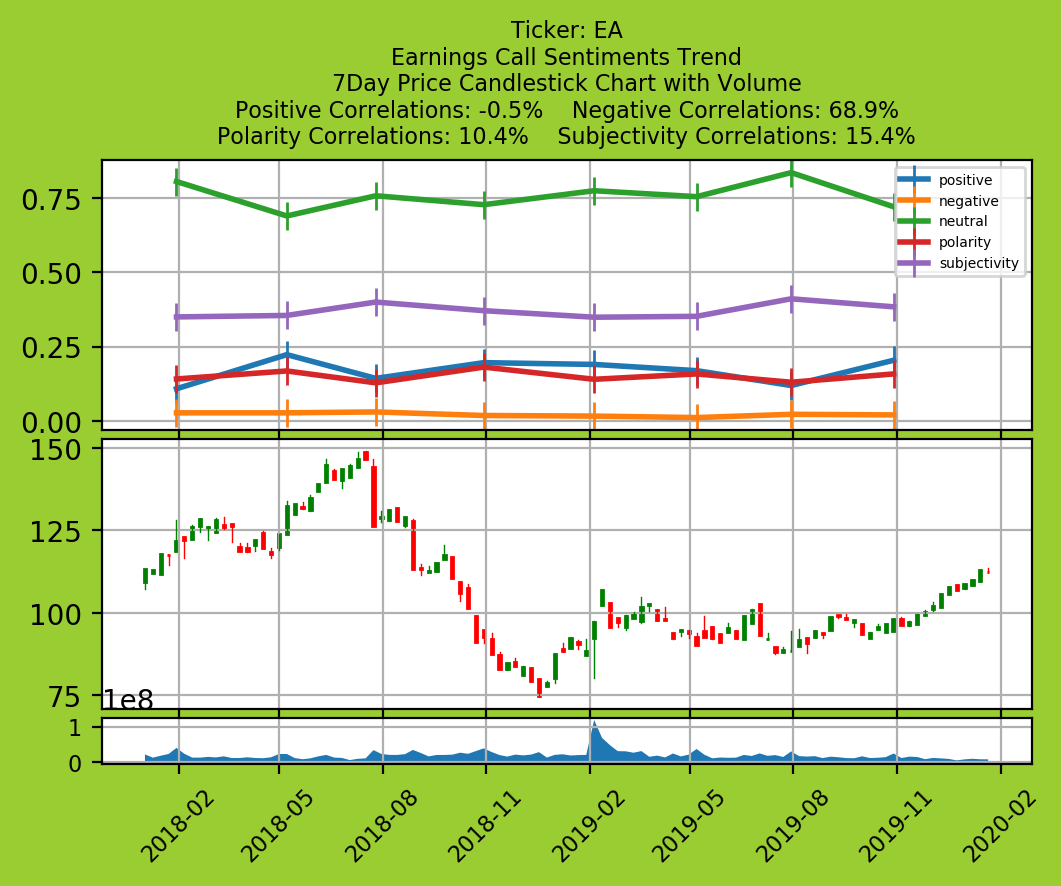 Ticker: EA
Earnings Call Sentiments Trend
7Day Price Candlestick Chart with Volume
Positive Correlations: -0.5%    Negative Correlations: 68.9%
Polarity Correlations: 10.4%    Subjectivity Correlations: 15.4%
0.75
0.50
0.25
0.00
positive
negative
neutral
polarity
subjectivity
150
125
100
75
1e8
1
0
2018-02
2018-05
2018-08
2018-11
2019-02
2019-05
2019-08
2019-11
2020-02